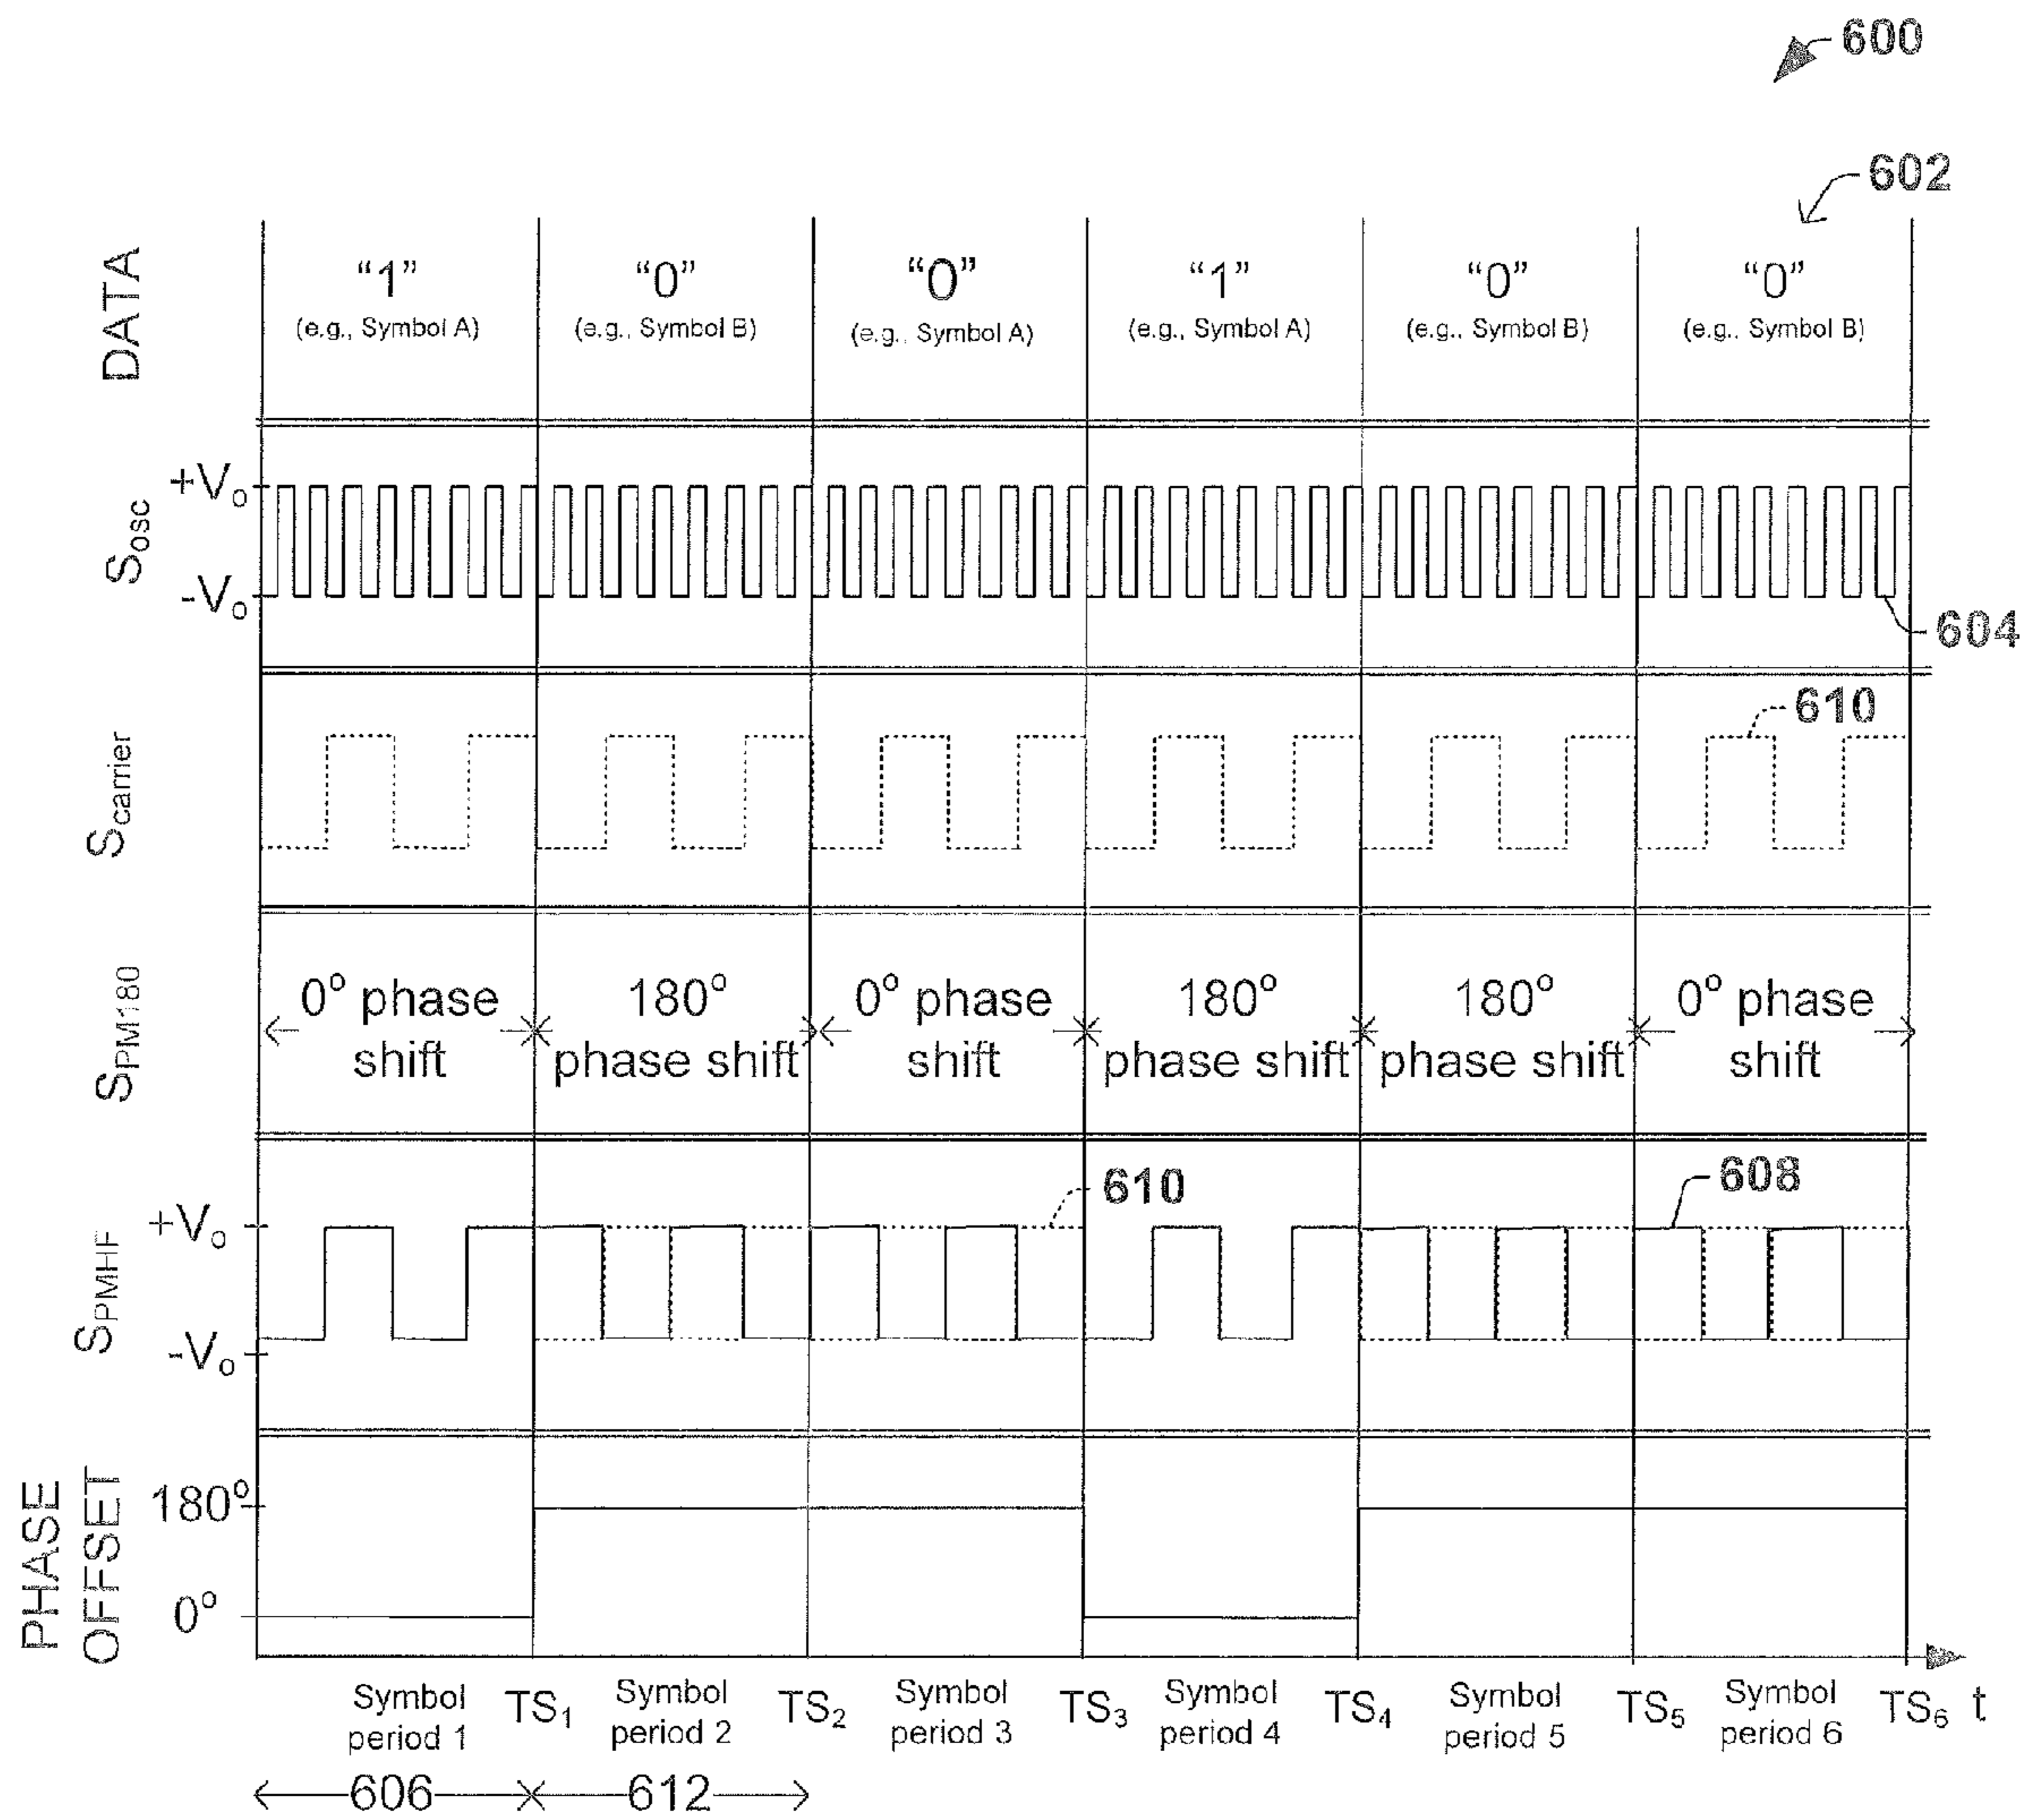 600
602
DATA
“1” “0” “0” “1” “0” “0”
(e.g., Symbol A) (e.g., Symbol B) (e.g., Symbol A) (e.g., Symbol A) (e.g., Symbol B) (e.g., Symbol B)
Sosc
+Vo
-Vo
604
Scarrier
610
SPM180
0° phase shift
180° phase shift
0° phase shift
180° phase shift
180° phase shift
0° phase shift
SPMHF
+Vo
-Vo
610
608
PHASE
OFFSET
180°
0°
Symbol period 1
TS1
Symbol period 2
TS2
Symbol period 3
TS3
Symbol period 4
TS4
Symbol period 5
TS5
Symbol period 6
TS6
t
606
612